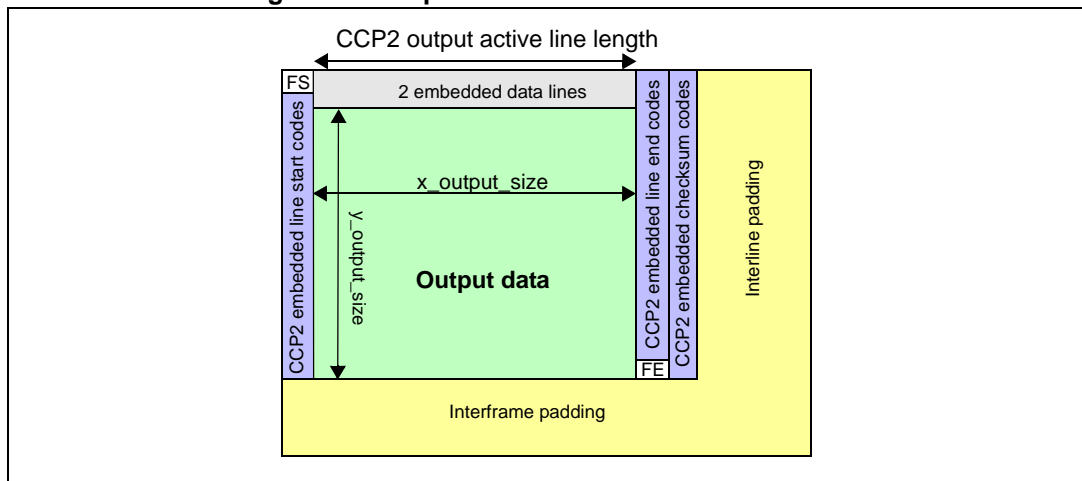 CCP2 output active line length
FS
2 embedded data lines
CCP2 embedded line start codes
x_output_size
y_output_size
Output data
CCP2 embedded line end codes
FE
CCP2 embedded checksum codes
Interline padding
Interframe padding